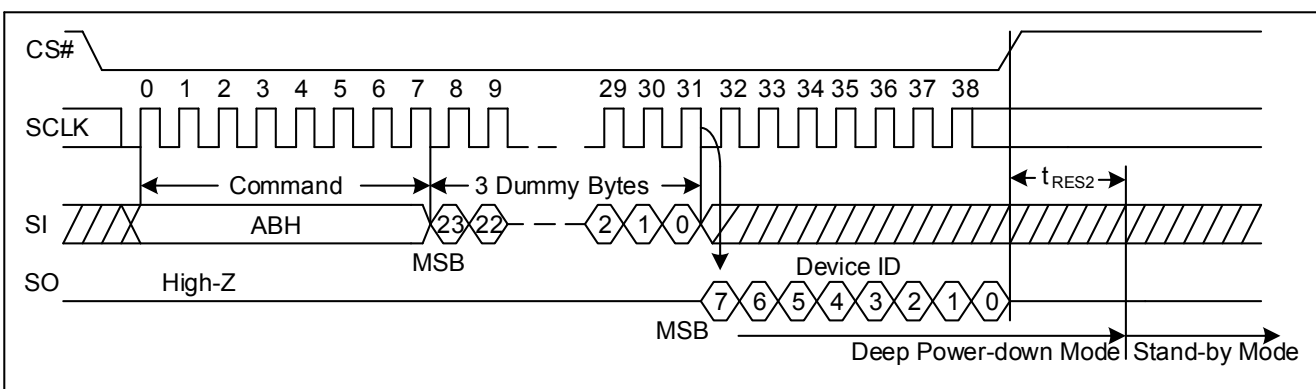 CS#
0 1 2 3 4 5 6 7 8 9 29 30 31 32 33 34 35 36 37 38
SCLK
Command 3 Dummy Bytes tRES2
SI ABH 23 22 2 1 0
MSB
SO High-Z Device ID
7 6 5 4 3 2 1 0
MSB
Deep Power-down Mode Stand-by Mode